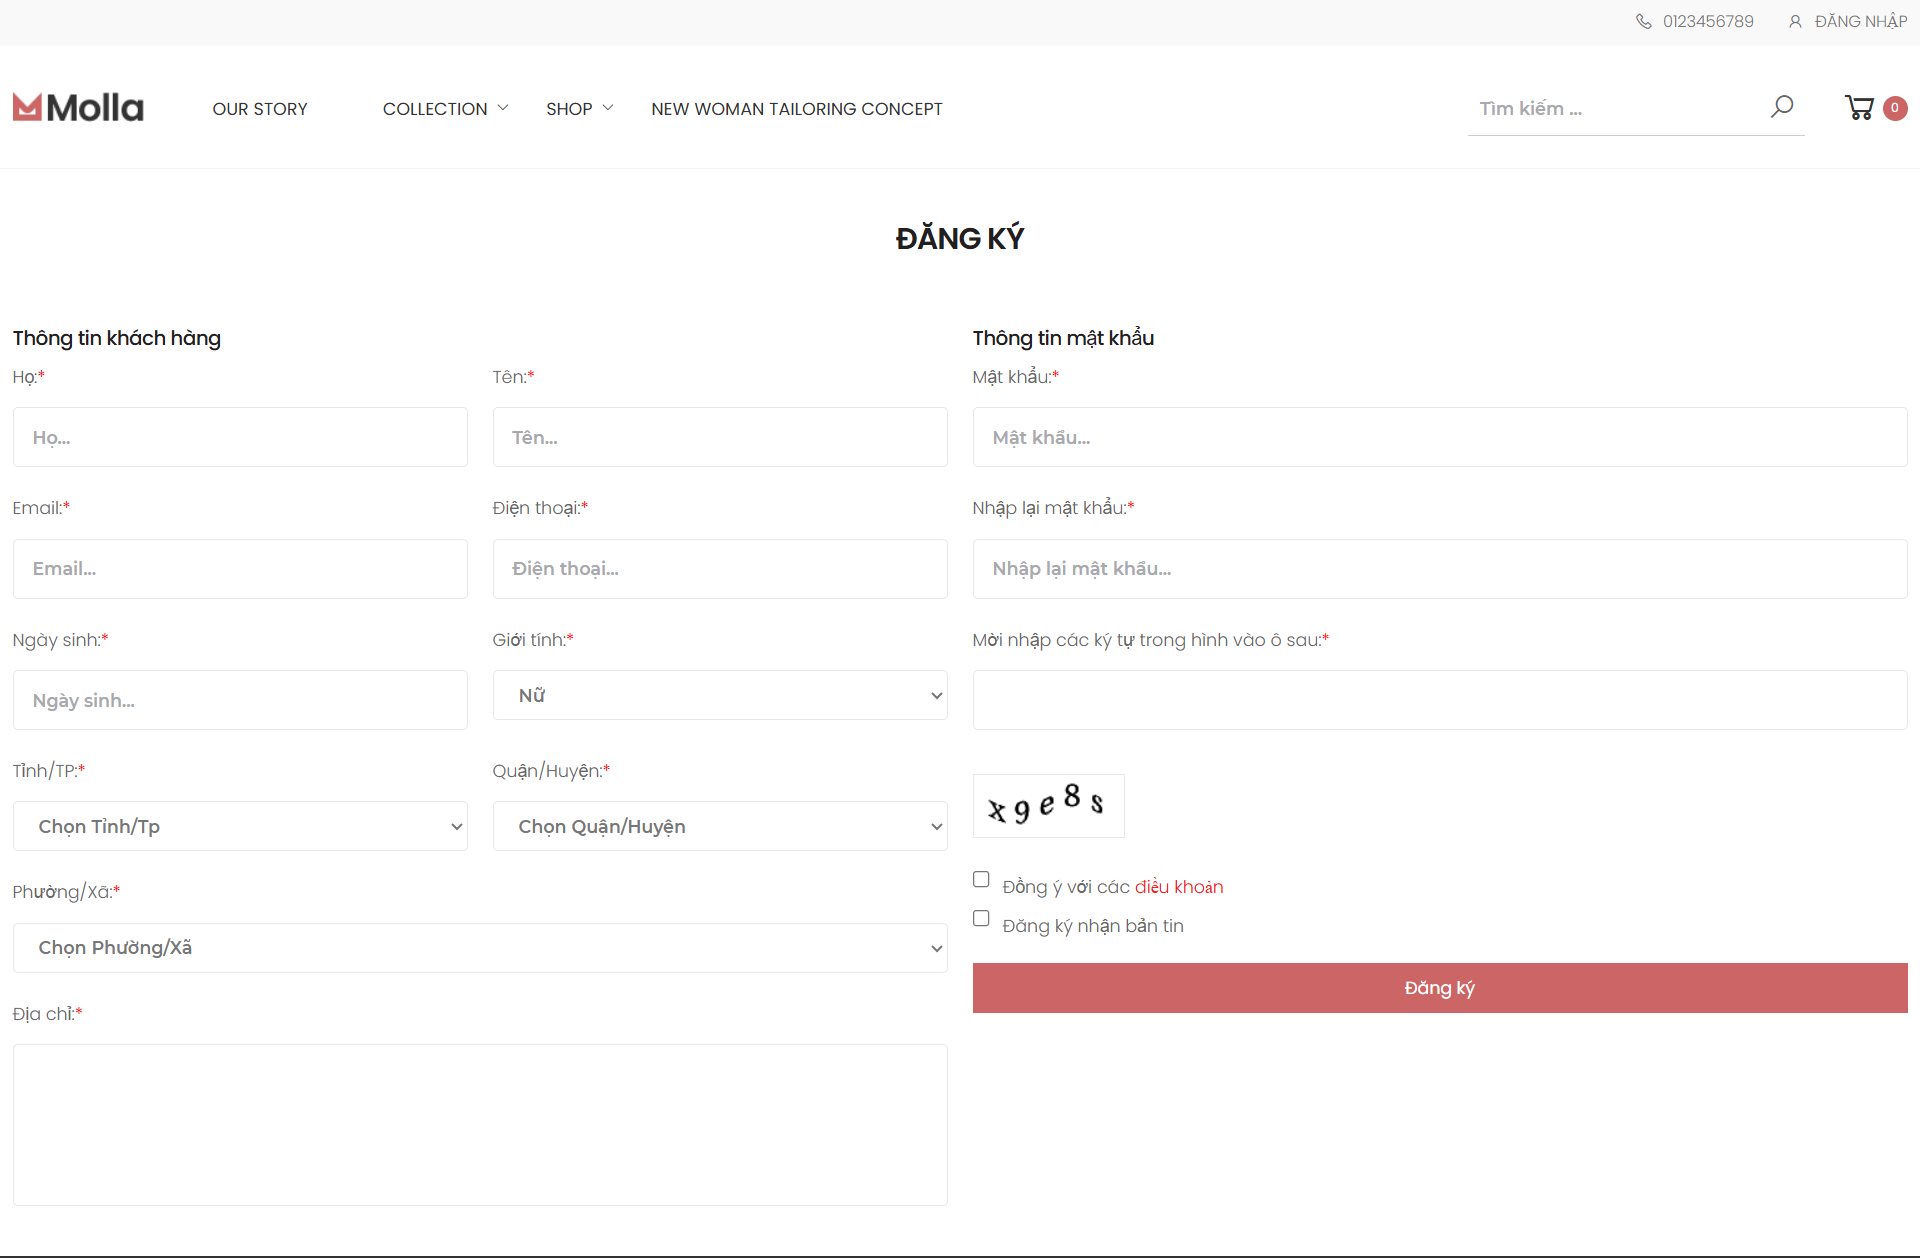 0123456789 ĐĂNG NHẬP
Molla OUR STORY COLLECTION SHOP NEW WOMAN TAILORING CONCEPT Tìm kiếm ... 0
ĐĂNG KÝ
Thông tin khách hàng
Họ:* Tên:*
Họ... Tên...
Email:* Điện thoại:*
Email... Điện thoại...
Ngày sinh:* Giới tính:*
Ngày sinh... Nữ
Tỉnh/TP:* Quận/Huyện:*
Chọn Tỉnh/Tp Chọn Quận/Huyện
Phường/Xã:*
Chọn Phường/Xã
Địa chỉ:*
Thông tin mật khẩu
Mật khẩu:*
Mật khẩu...
Nhập lại mật khẩu:*
Nhập lại mật khẩu...
Mời nhập các ký tự trong hình vào ô sau:*
x9e8s
Đồng ý với các điều khoản
Đăng ký nhận bản tin
Đăng ký